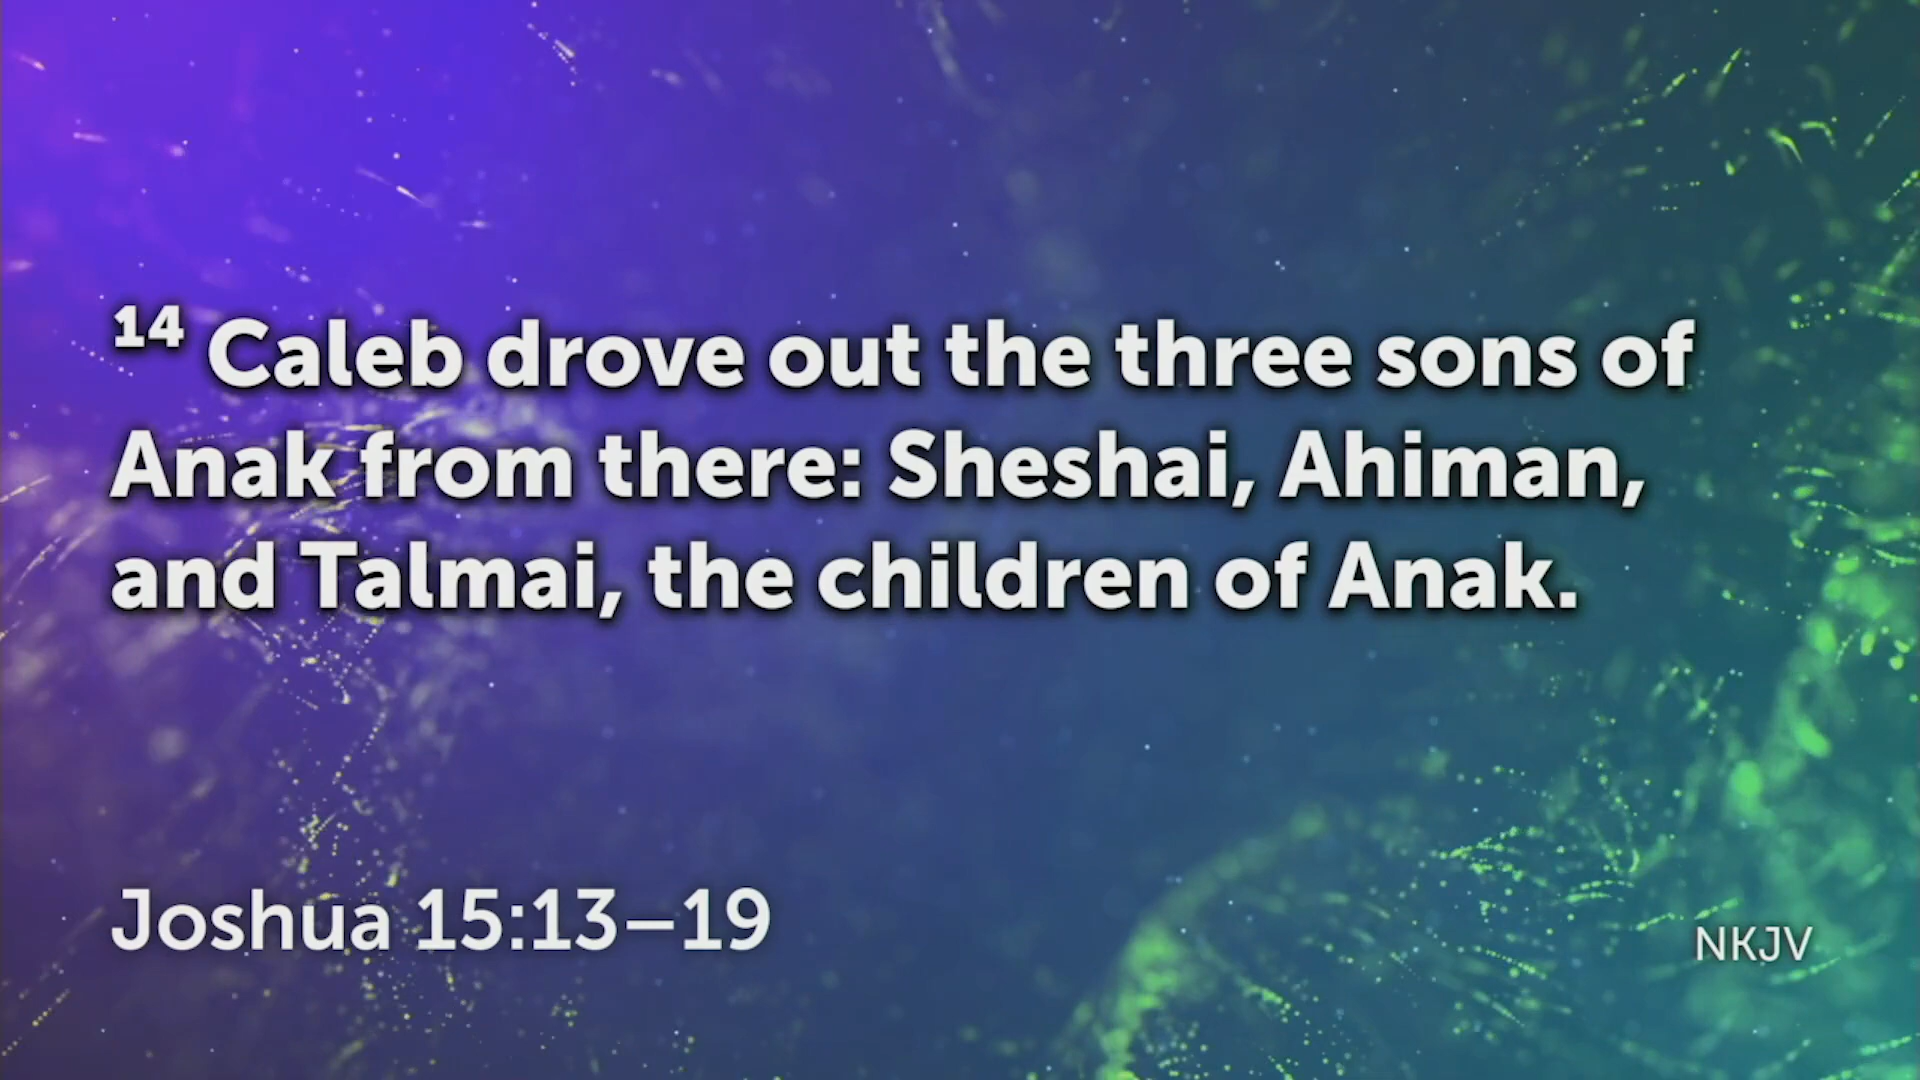 ¹⁴ Caleb drove out the three sons of
Anak from there: Sheshai, Ahiman,
and Talmai, the children of Anak.
Joshua 15:13–19
NKJV